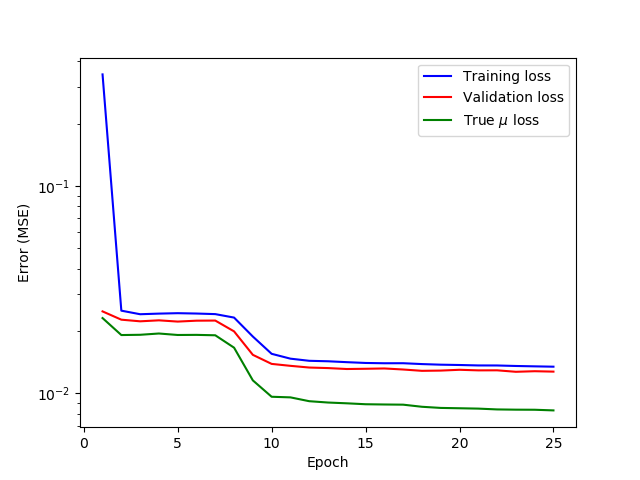 Training loss
Validation loss
True μ loss
10⁻¹
10⁻²
Error (MSE)
0 5 10 15 20 25
Epoch